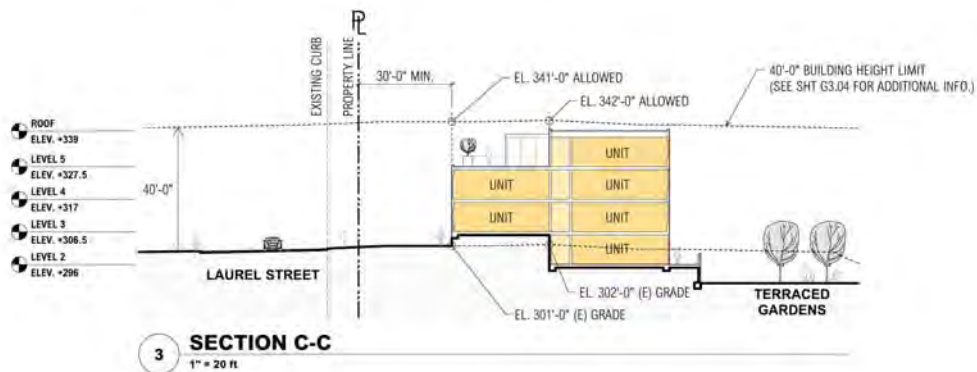 PL
EXISTING CURB
PROPERTY LINE
30'-0" MIN.
EL. 341'-0" ALLOWED
EL. 342'-0" ALLOWED
40'-0" BUILDING HEIGHT LIMIT
(SEE SHT G3.04 FOR ADDITIONAL INFO.)
ROOF
ELEV. +339
LEVEL 5
ELEV. +327.5
LEVEL 4
ELEV. +317
LEVEL 3
ELEV. +306.5
LEVEL 2
ELEV. +296
40'-0"
UNIT
UNIT
UNIT
UNIT
UNIT
UNIT
LAUREL STREET
EL. 302'-0" (E) GRADE
EL. 301'-0" (E) GRADE
TERRACED
GARDENS
3
SECTION C-C
1" = 20 ft